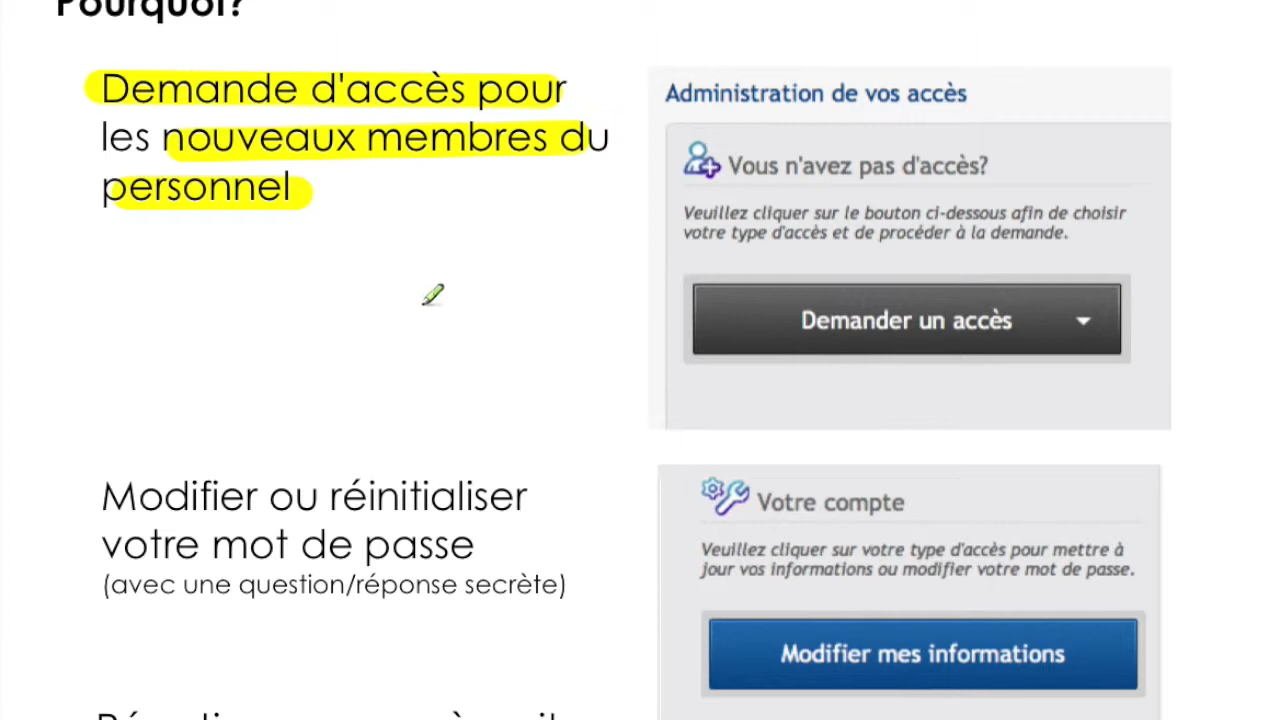 Pourquoi?
Demande d'accès pour
les nouveaux membres du
personnel
Administration de vos accès
Vous n'avez pas d'accès?
Veuillez cliquer sur le bouton ci-dessous afin de choisir
votre type d'accès et de procéder à la demande.
Demander un accès
Modifier ou réinitialiser
votre mot de passe
(avec une question/réponse secrète)
Votre compte
Veuillez cliquer sur votre type d'accès pour mettre à
jour vos informations ou modifier votre mot de passe.
Modifier mes informations